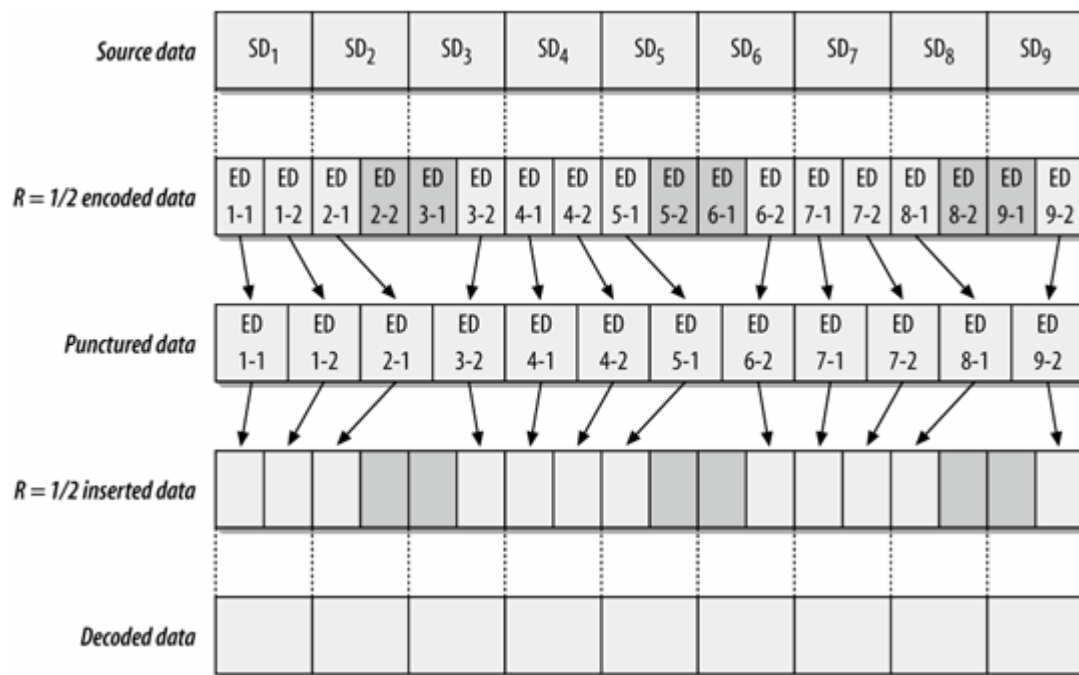 Source data SD₁ SD₂ SD₃ SD₄ SD₅ SD₆ SD₇ SD₈ SD₉
R = 1/2 encoded data ED ED ED ED ED ED ED ED ED ED ED ED ED ED ED ED ED ED
1-1 1-2 2-1 2-2 3-1 3-2 4-1 4-2 5-1 5-2 6-1 6-2 7-1 7-2 8-1 8-2 9-1 9-2
Punctured data ED ED ED ED ED ED ED ED ED ED ED ED
1-1 1-2 2-1 3-2 4-1 4-2 5-1 6-2 7-1 7-2 8-1 9-2
R = 1/2 inserted data
Decoded data